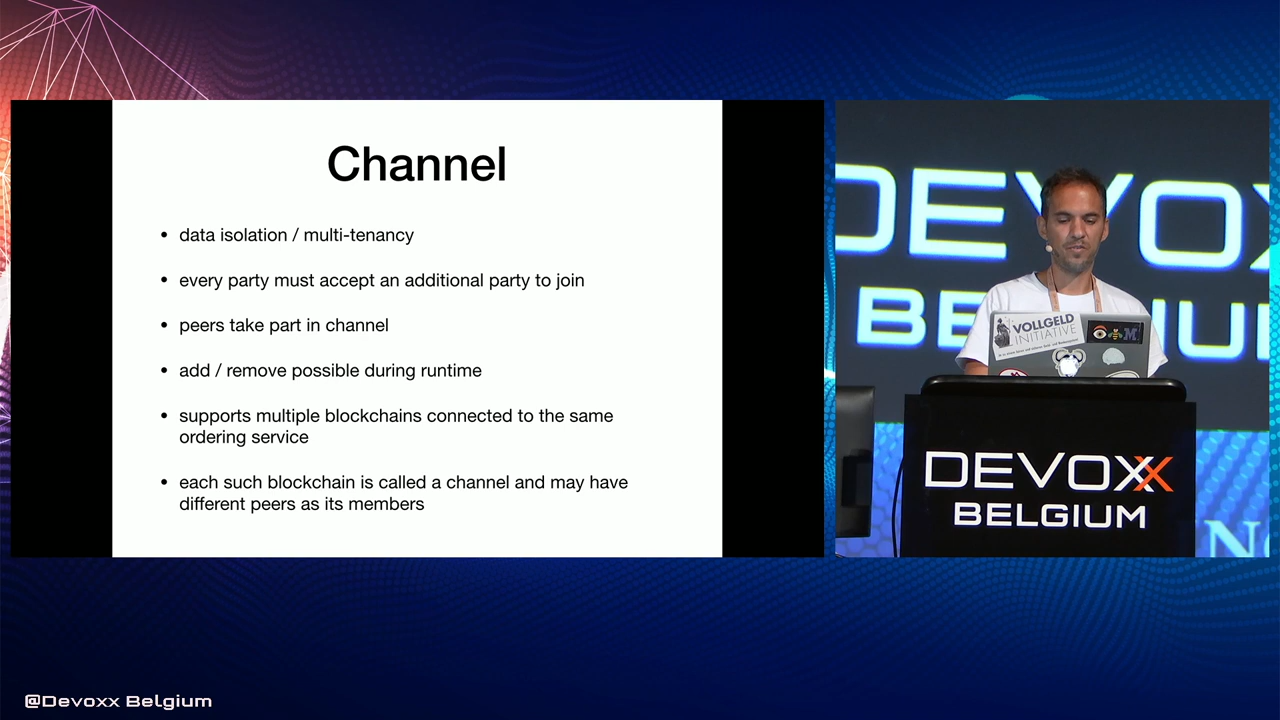 Channel
• data isolation / multi-tenancy
• every party must accept an additional party to join
• peers take part in channel
• add / remove possible during runtime
• supports multiple blockchains connected to the same
ordering service
• each such blockchain is called a channel and may have
different peers as its members
DEVOX
BELGIU
VOLLGELD
INITIATIVE
DEVOXX
BELGIUM
@Devoxx Belgium